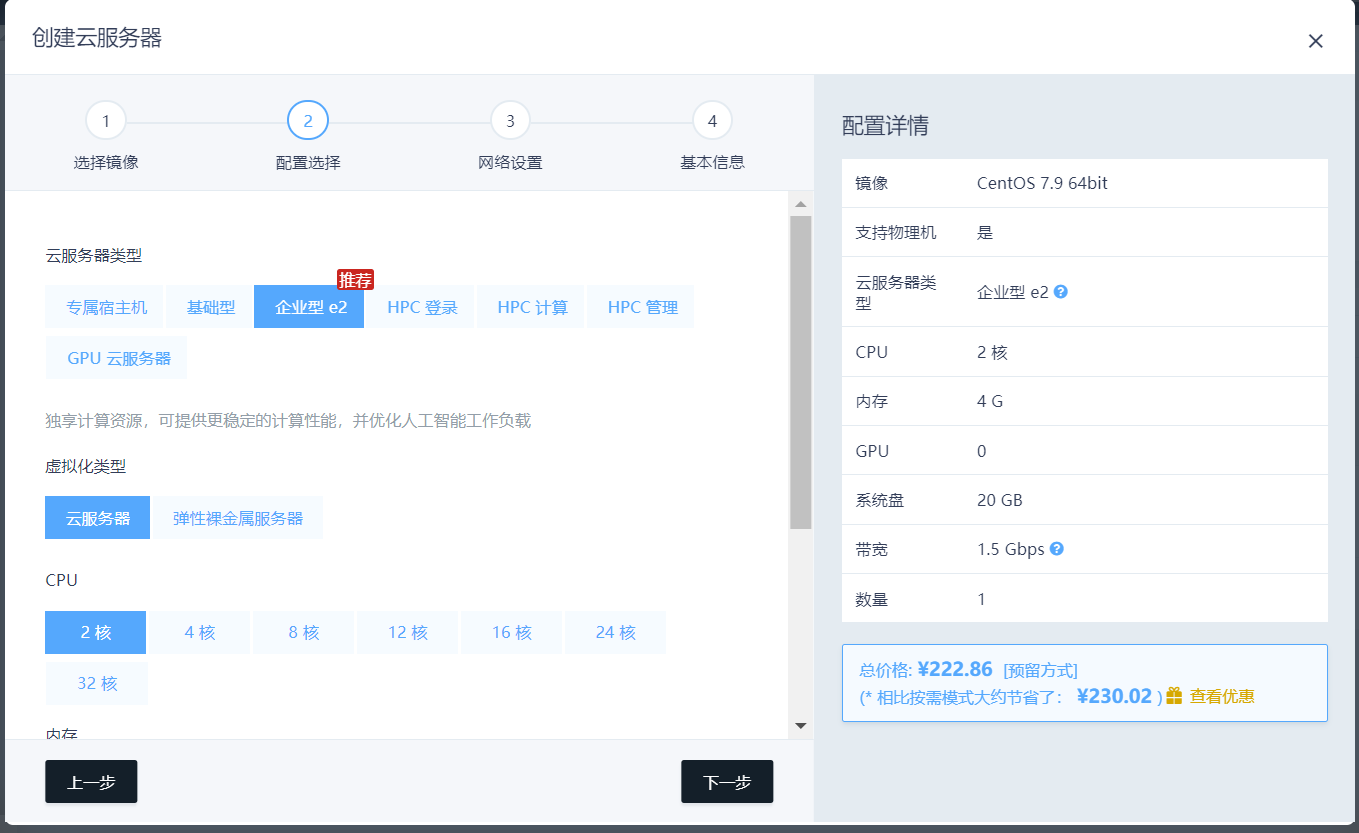 创建云服务器
1
2
3
4
选择镜像
配置选择
网络设置
基本信息
云服务器类型
推荐
专属宿主机
基础型
企业型 e2
HPC 登录
HPC 计算
HPC 管理
GPU 云服务器
独享计算资源，可提供更稳定的计算性能，并优化人工智能工作负载
虚拟化类型
云服务器
弹性裸金属服务器
CPU
2 核
4 核
8 核
12 核
16 核
24 核
32 核
内存
上一步
下一步
配置详情
镜像 CentOS 7.9 64bit
支持物理机 是
云服务器类
型
企业型 e2
CPU 2 核
内存 4 G
GPU 0
系统盘 20 GB
带宽 1.5 Gbps
数量 1
总价格: ¥222.86 [预留方式]
(* 相比按需模式大约节省了： ¥230.02 ) 查看优惠